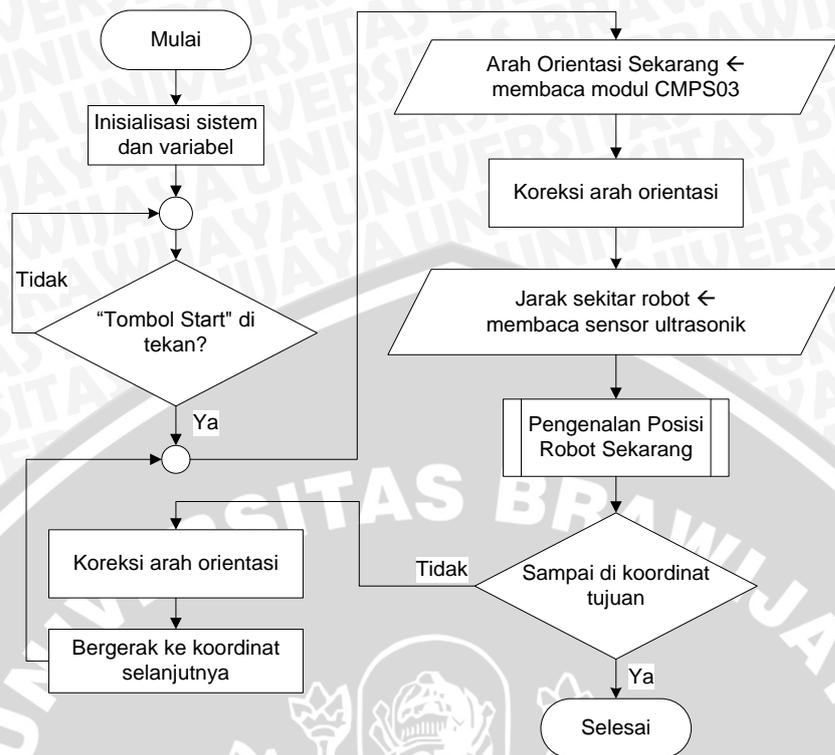 Mulai
Inisialisasi sistem
dan variabel
Tidak
“Tombol Start" di
tekan?
Ya
Arah Orientasi Sekarang ←
membaca modul CMPS03
Koreksi arah orientasi
Jarak sekitar robot ←
membaca sensor ultrasonik
Pengenalan Posisi
Robot Sekarang
Sampai di koordinat
tujuan
Tidak
Koreksi arah orientasi
Bergerak ke koordinat
selanjutnya
Ya
Selesai
UNIVERSITAS BRAWIJAYA